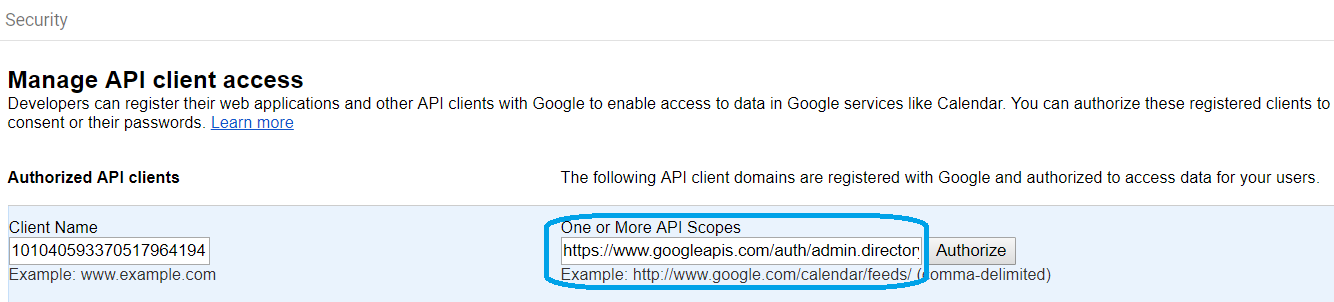 Security
Manage API client access
Developers can register their web applications and other API clients with Google to enable access to data in Google services like Calendar. You can authorize these registered clients to
consent or their passwords. Learn more
Authorized API clients
The following API client domains are registered with Google and authorized to access data for your users.
Client Name
One or More API Scopes
101040593370517964194
https://www.googleapis.com/auth/admin.directory
Authorize
Example: www.example.com
Example: http://www.google.com/calendar/feeds/ (comma-delimited)